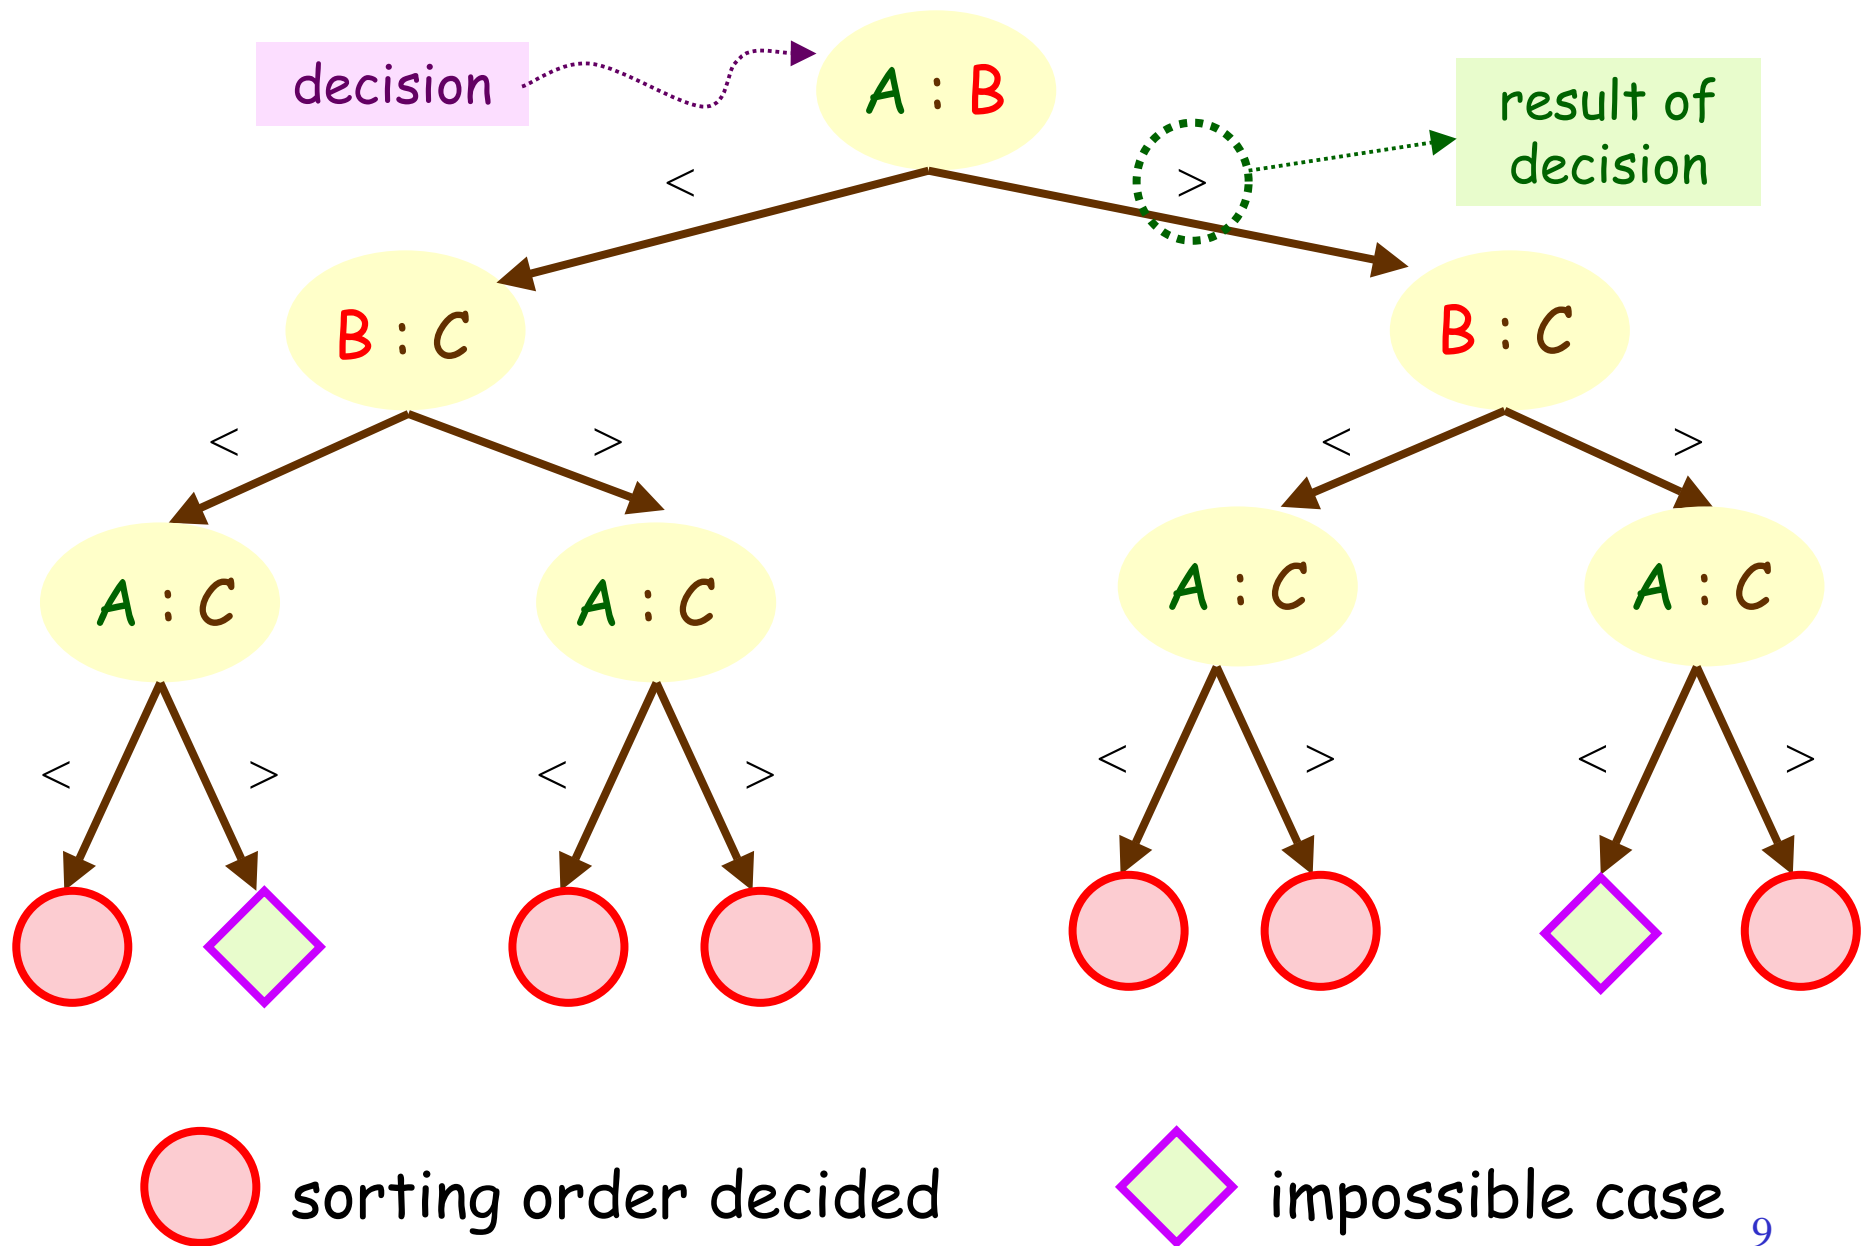 decision
A : B
result of
decision
<
>
B : C
B : C
<
>
<
>
A : C
A : C
A : C
A : C
<
>
<
>
<
>
<
>
sorting order decided
impossible case
9